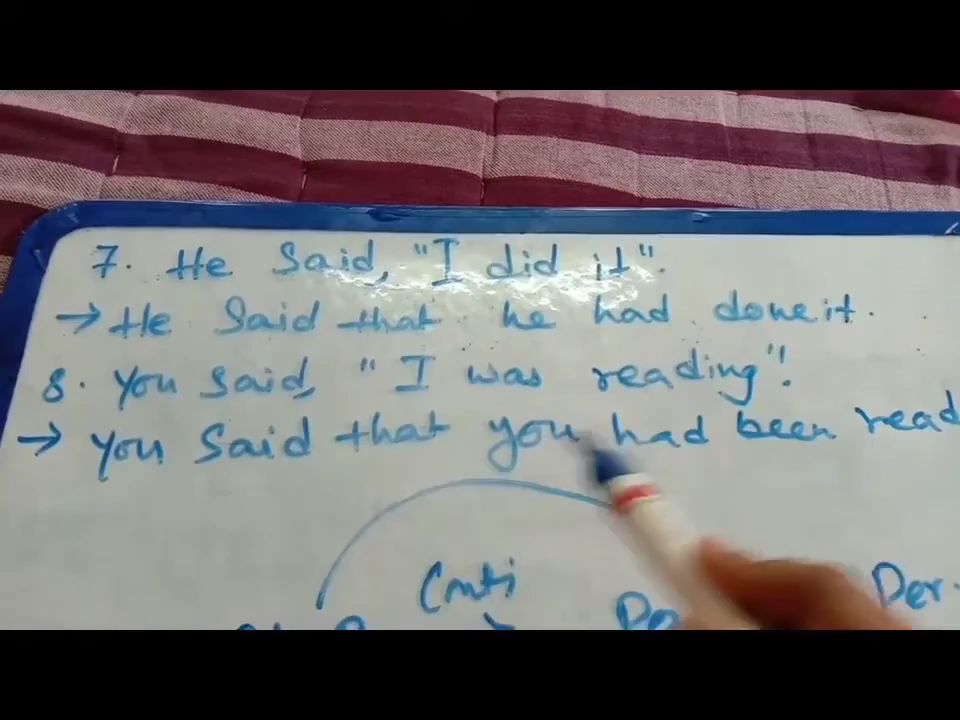 7. He Said, "I did it".
→ He Said that he had done it.
8. You Said, "I was reading".
→ You Said that you had been read
Conti
Per